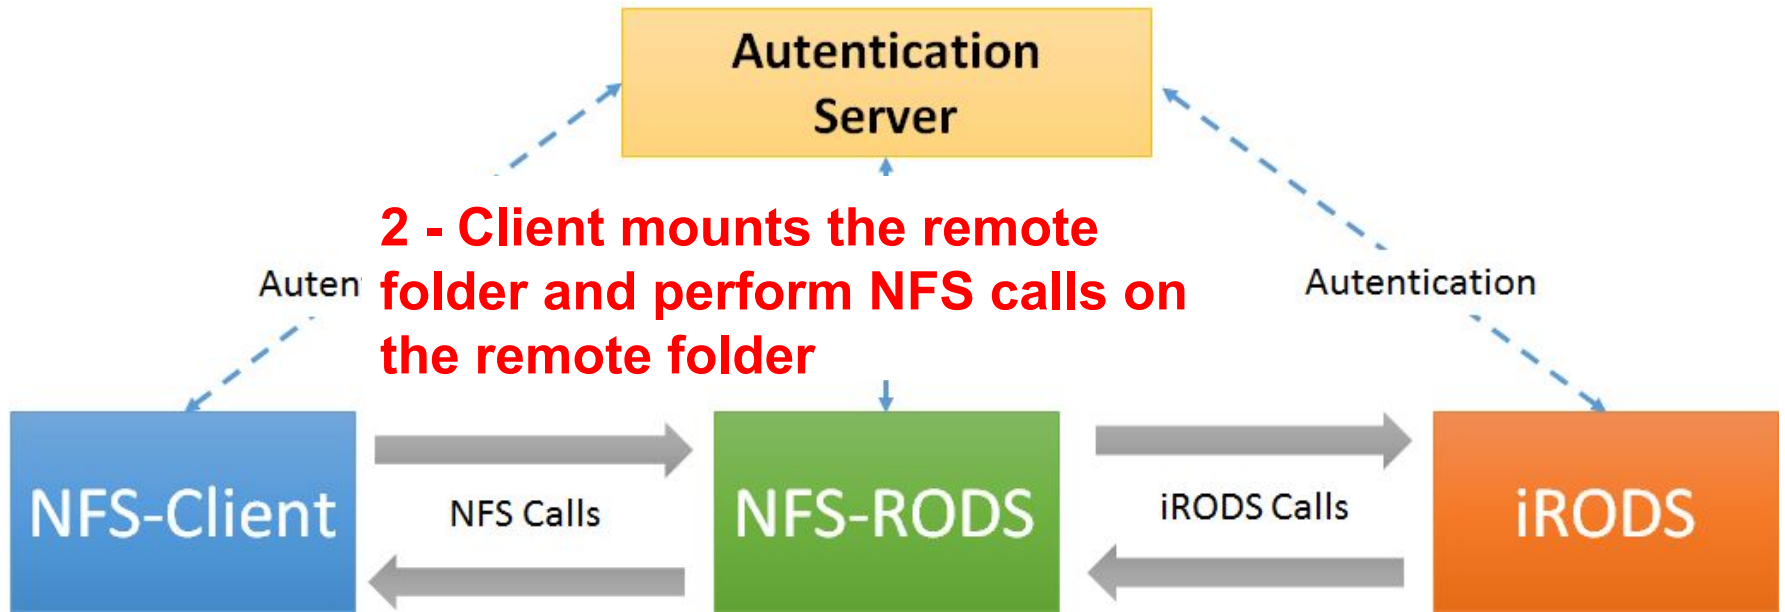 Autentication
Server
2 - Client mounts the remote
folder and perform NFS calls on
the remote folder
Autentication
NFS-Client
NFS Calls
NFS-RODS
iRODS Calls
iRODS